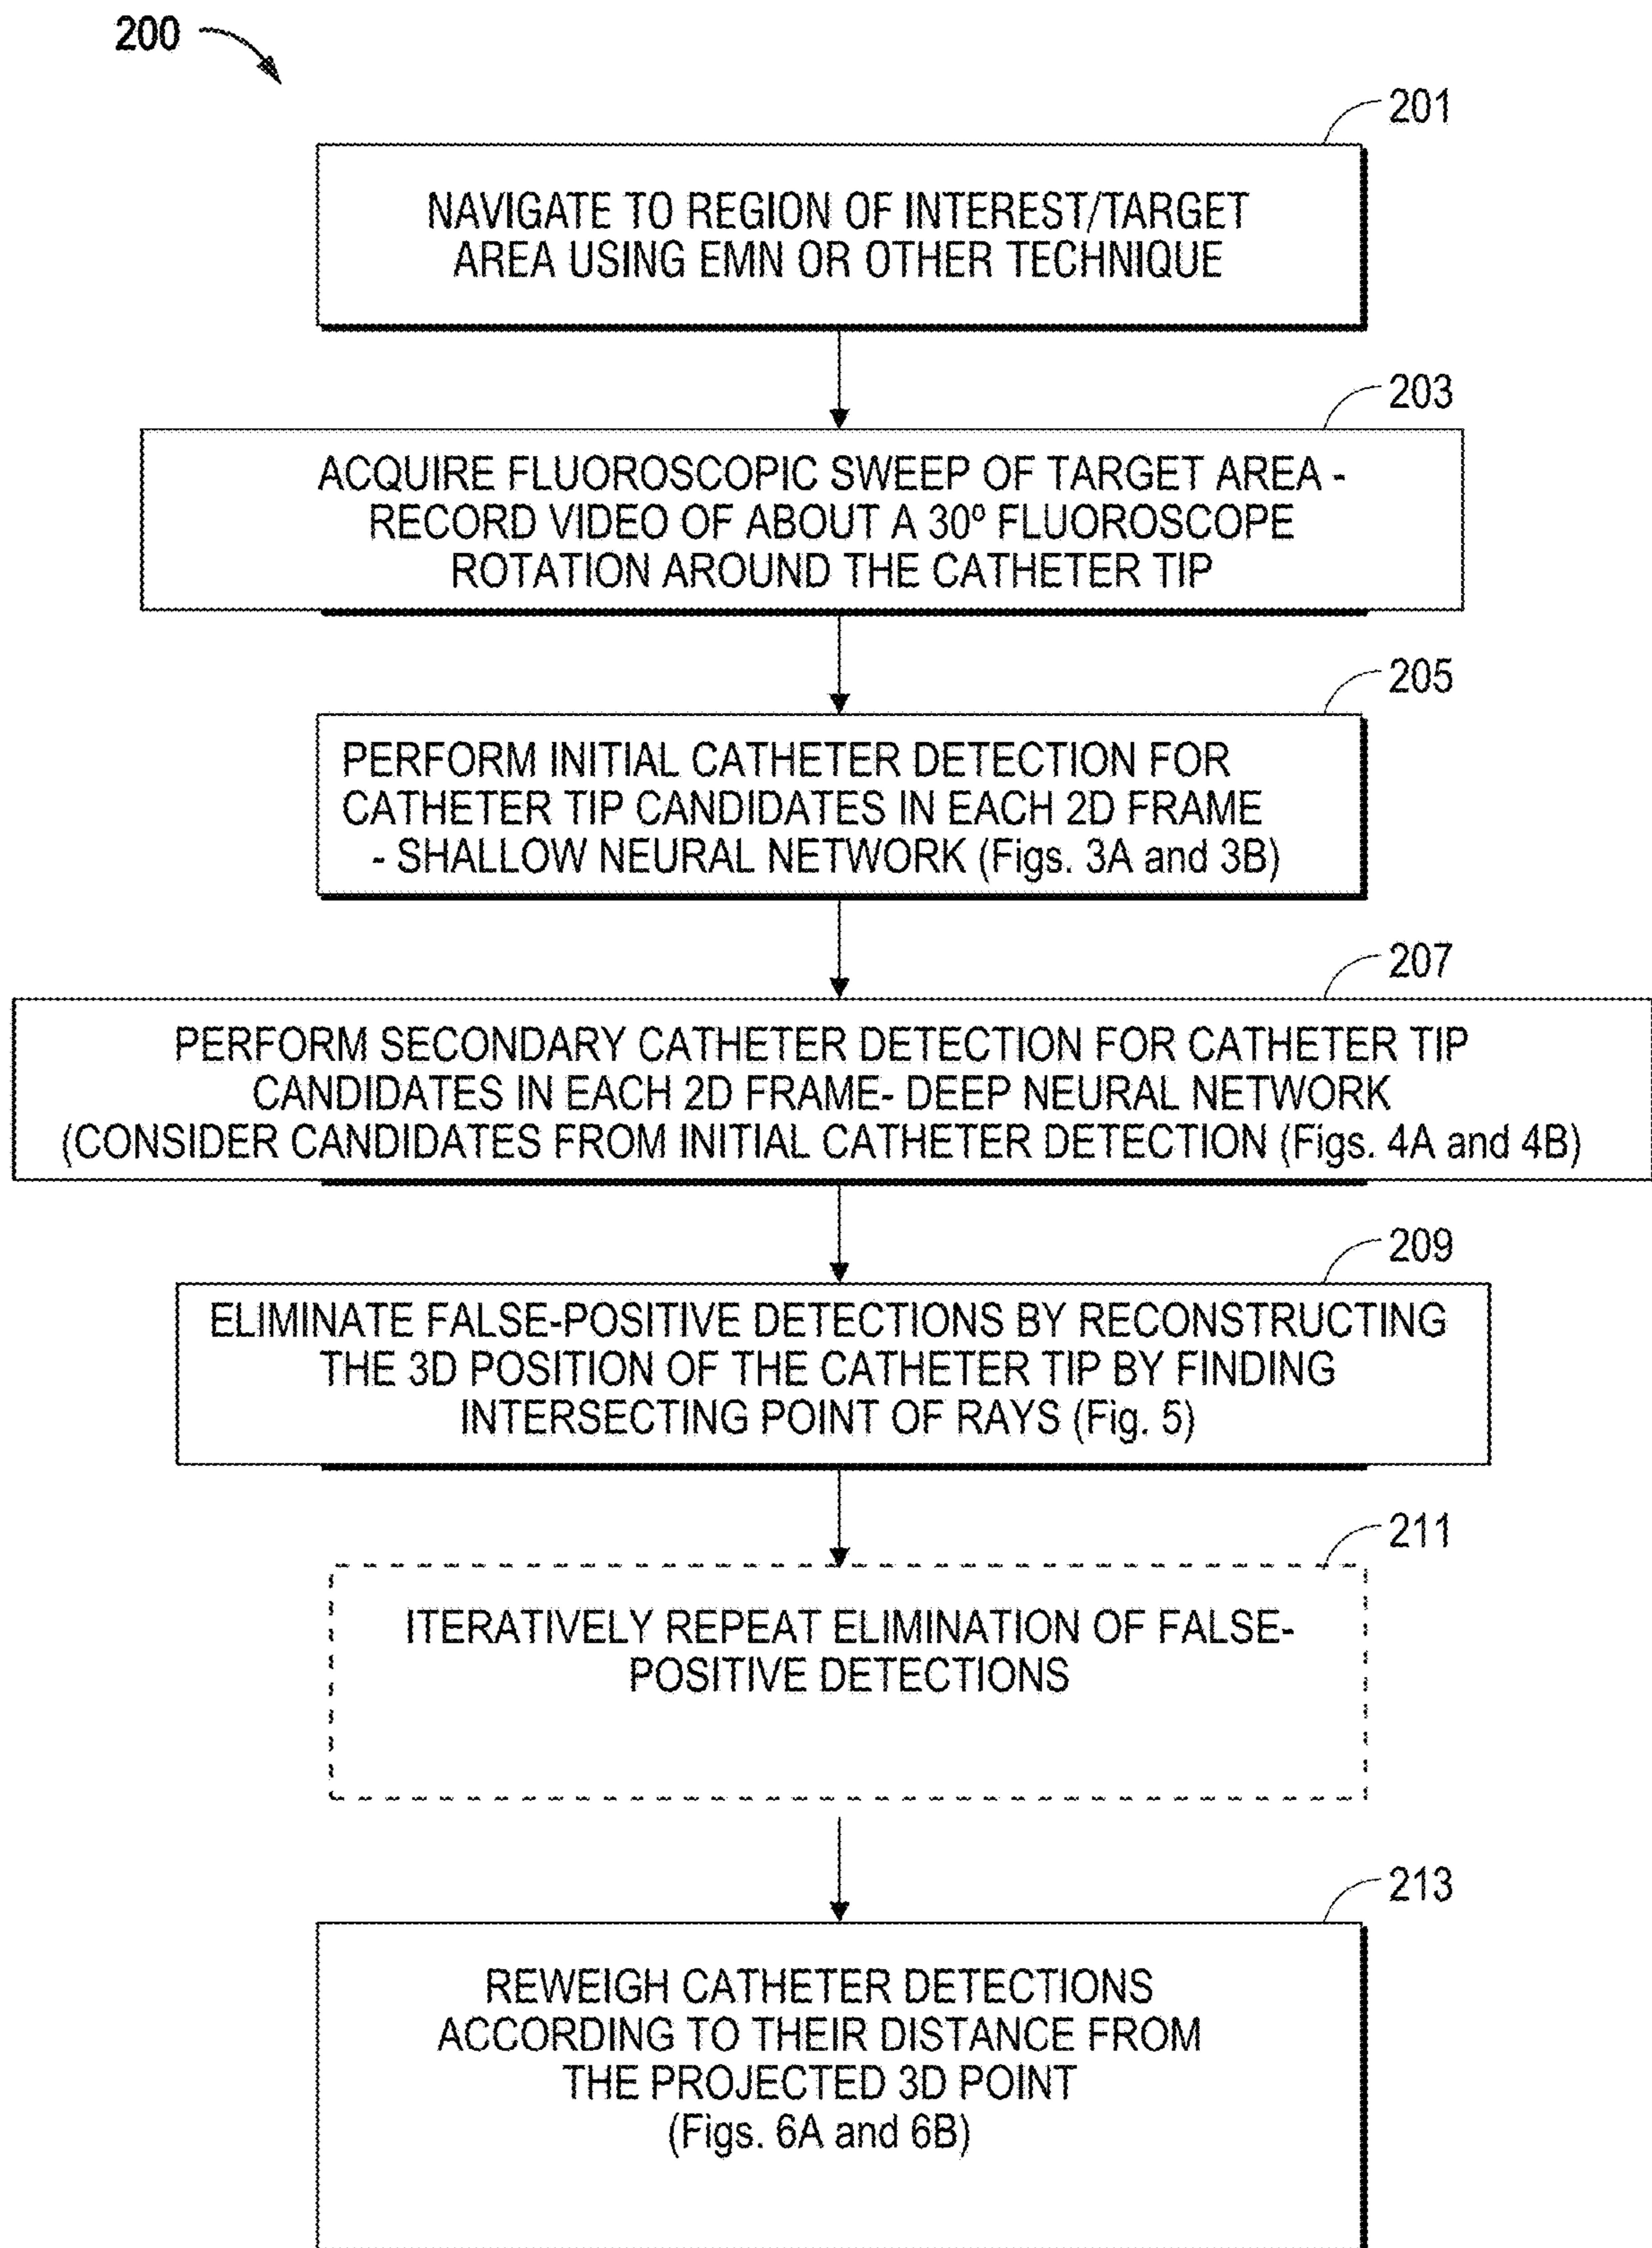 200
201
NAVIGATE TO REGION OF INTEREST/TARGET
AREA USING EMN OR OTHER TECHNIQUE
203
ACQUIRE FLUOROSCOPIC SWEEP OF TARGET AREA -
RECORD VIDEO OF ABOUT A 30º FLUOROSCOPE
ROTATION AROUND THE CATHETER TIP
205
PERFORM INITIAL CATHETER DETECTION FOR
CATHETER TIP CANDIDATES IN EACH 2D FRAME
- SHALLOW NEURAL NETWORK (Figs. 3A and 3B)
207
PERFORM SECONDARY CATHETER DETECTION FOR CATHETER TIP
CANDIDATES IN EACH 2D FRAME- DEEP NEURAL NETWORK
(CONSIDER CANDIDATES FROM INITIAL CATHETER DETECTION (Figs. 4A and 4B)
209
ELIMINATE FALSE-POSITIVE DETECTIONS BY RECONSTRUCTING
THE 3D POSITION OF THE CATHETER TIP BY FINDING
INTERSECTING POINT OF RAYS (Fig. 5)
211
ITERATIVELY REPEAT ELIMINATION OF FALSE-
POSITIVE DETECTIONS
213
REWEIGH CATHETER DETECTIONS
ACCORDING TO THEIR DISTANCE FROM
THE PROJECTED 3D POINT
(Figs. 6A and 6B)